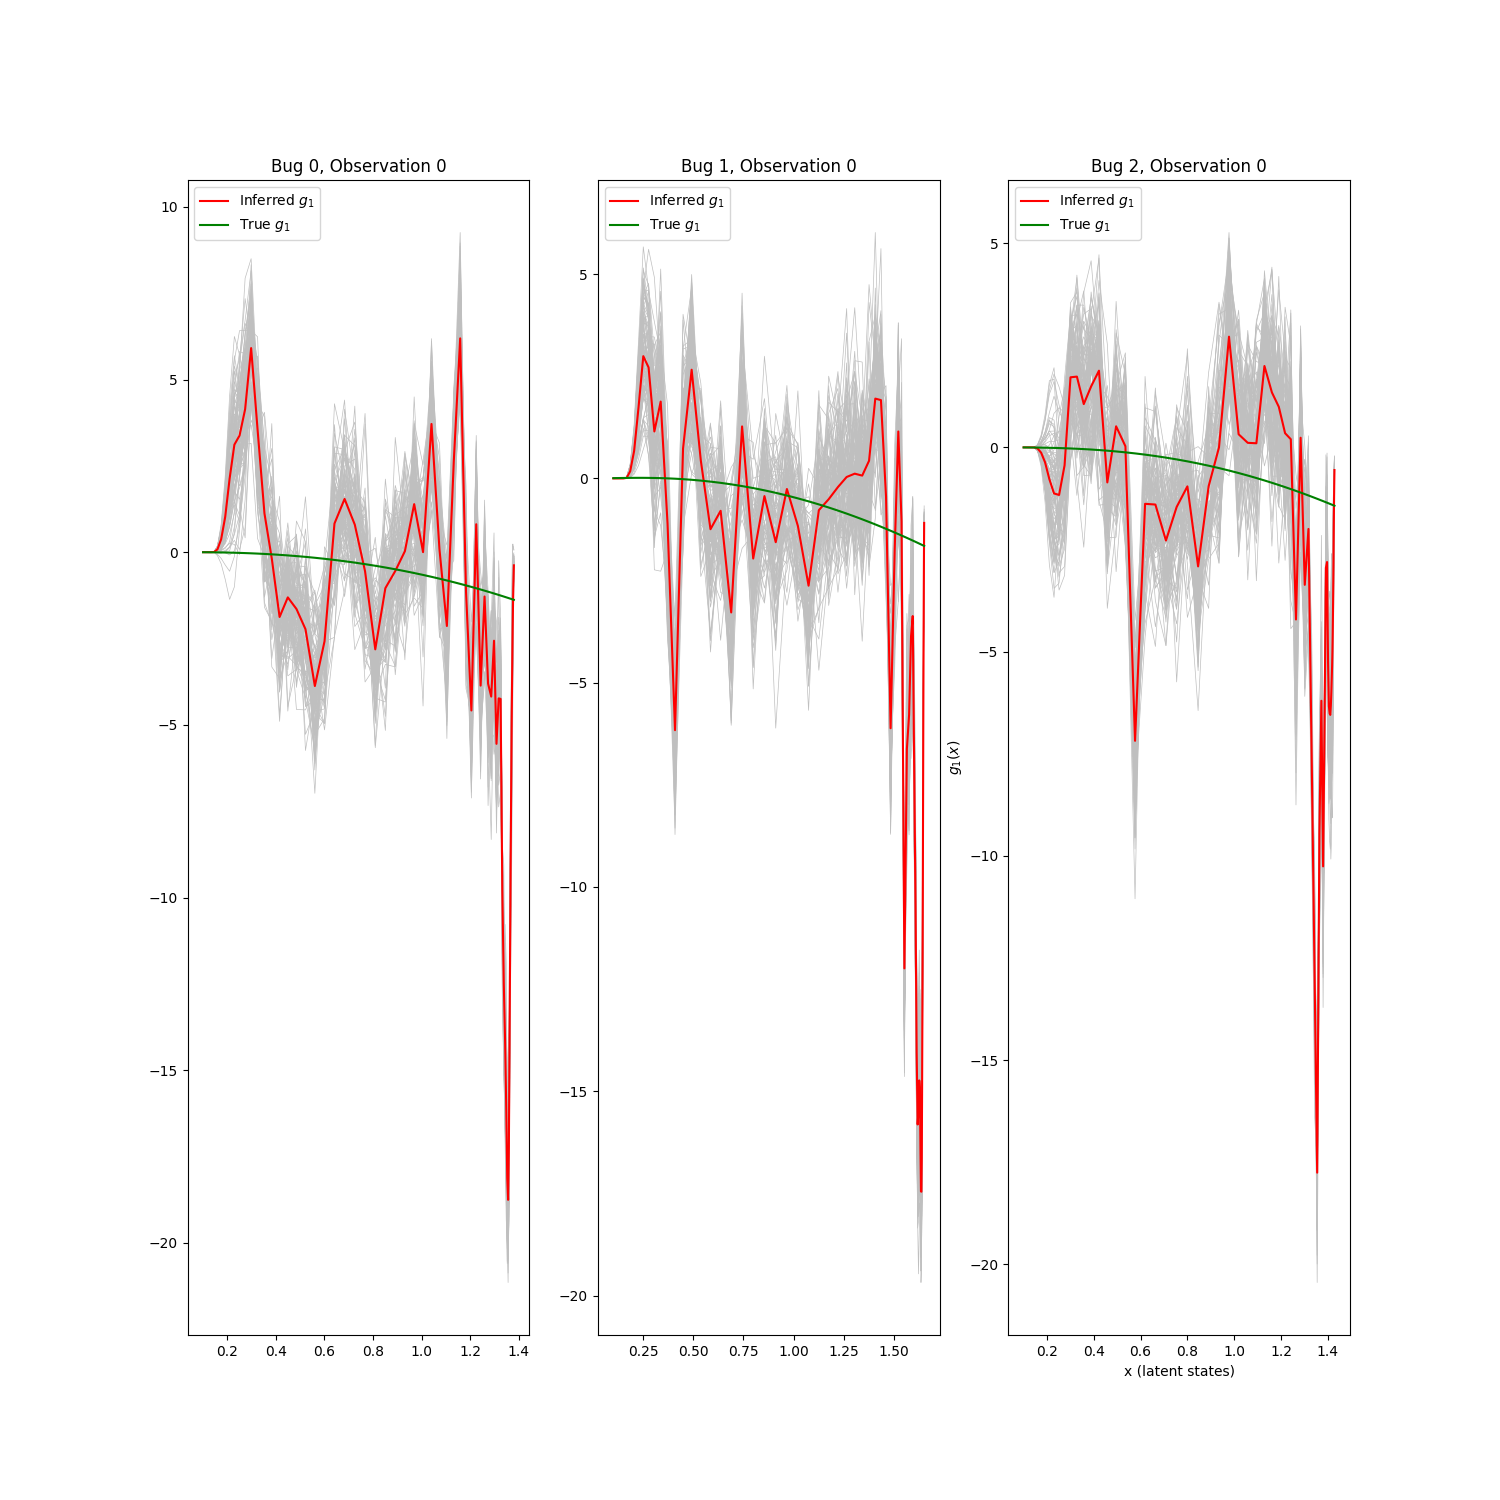 Bug 0, Observation 0
Inferred g₁
True g₁
10
5
0
−5
−10
−15
−20
0.2 0.4 0.6 0.8 1.0 1.2 1.4
Bug 1, Observation 0
Inferred g₁
True g₁
5
0
−5
−10
−15
−20
0.25 0.50 0.75 1.00 1.25 1.50
Bug 2, Observation 0
Inferred g₁
True g₁
g₁(x)
5
0
−5
−10
−15
−20
0.2 0.4 0.6 0.8 1.0 1.2 1.4
x (latent states)